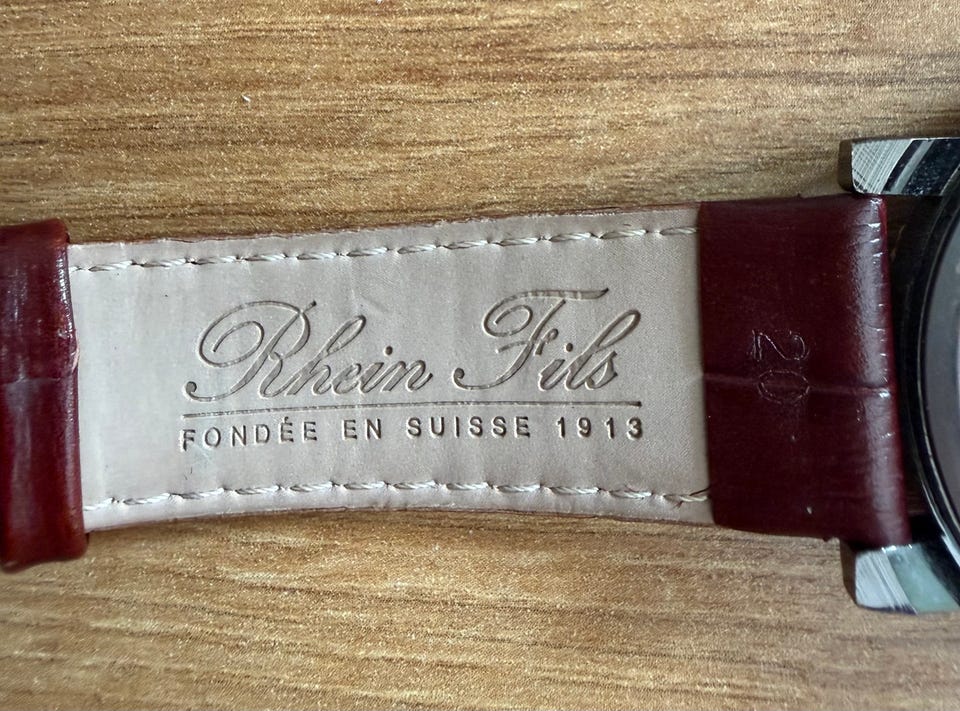 Rhein Fils
FONDÉE EN SUISSE 1913
20